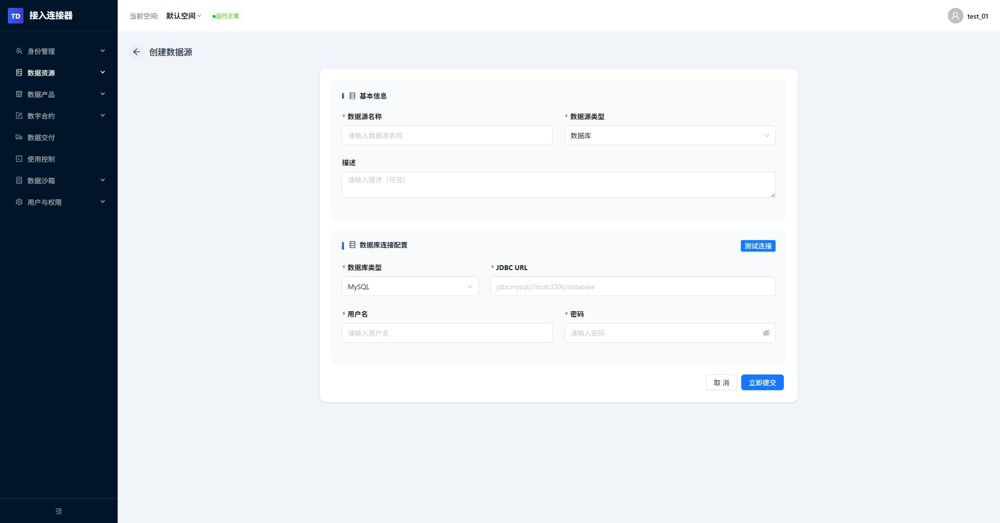 TD 接入连接器
当前空间: 默认空间 运行正常
test_01
身份管理
数据资源
数据产品
数字合约
数据交付
使用控制
数据沙箱
用户与权限
创建数据源
基本信息
* 数据源名称
请输入数据源名称
* 数据源类型
数据库
描述
请输入描述（可选）
数据库连接配置
测试连接
* 数据库类型
MySQL
* JDBC URL
jdbc:mysql://host:3306/database
* 用户名
请输入用户名
* 密码
请输入密码
取 消
立即提交